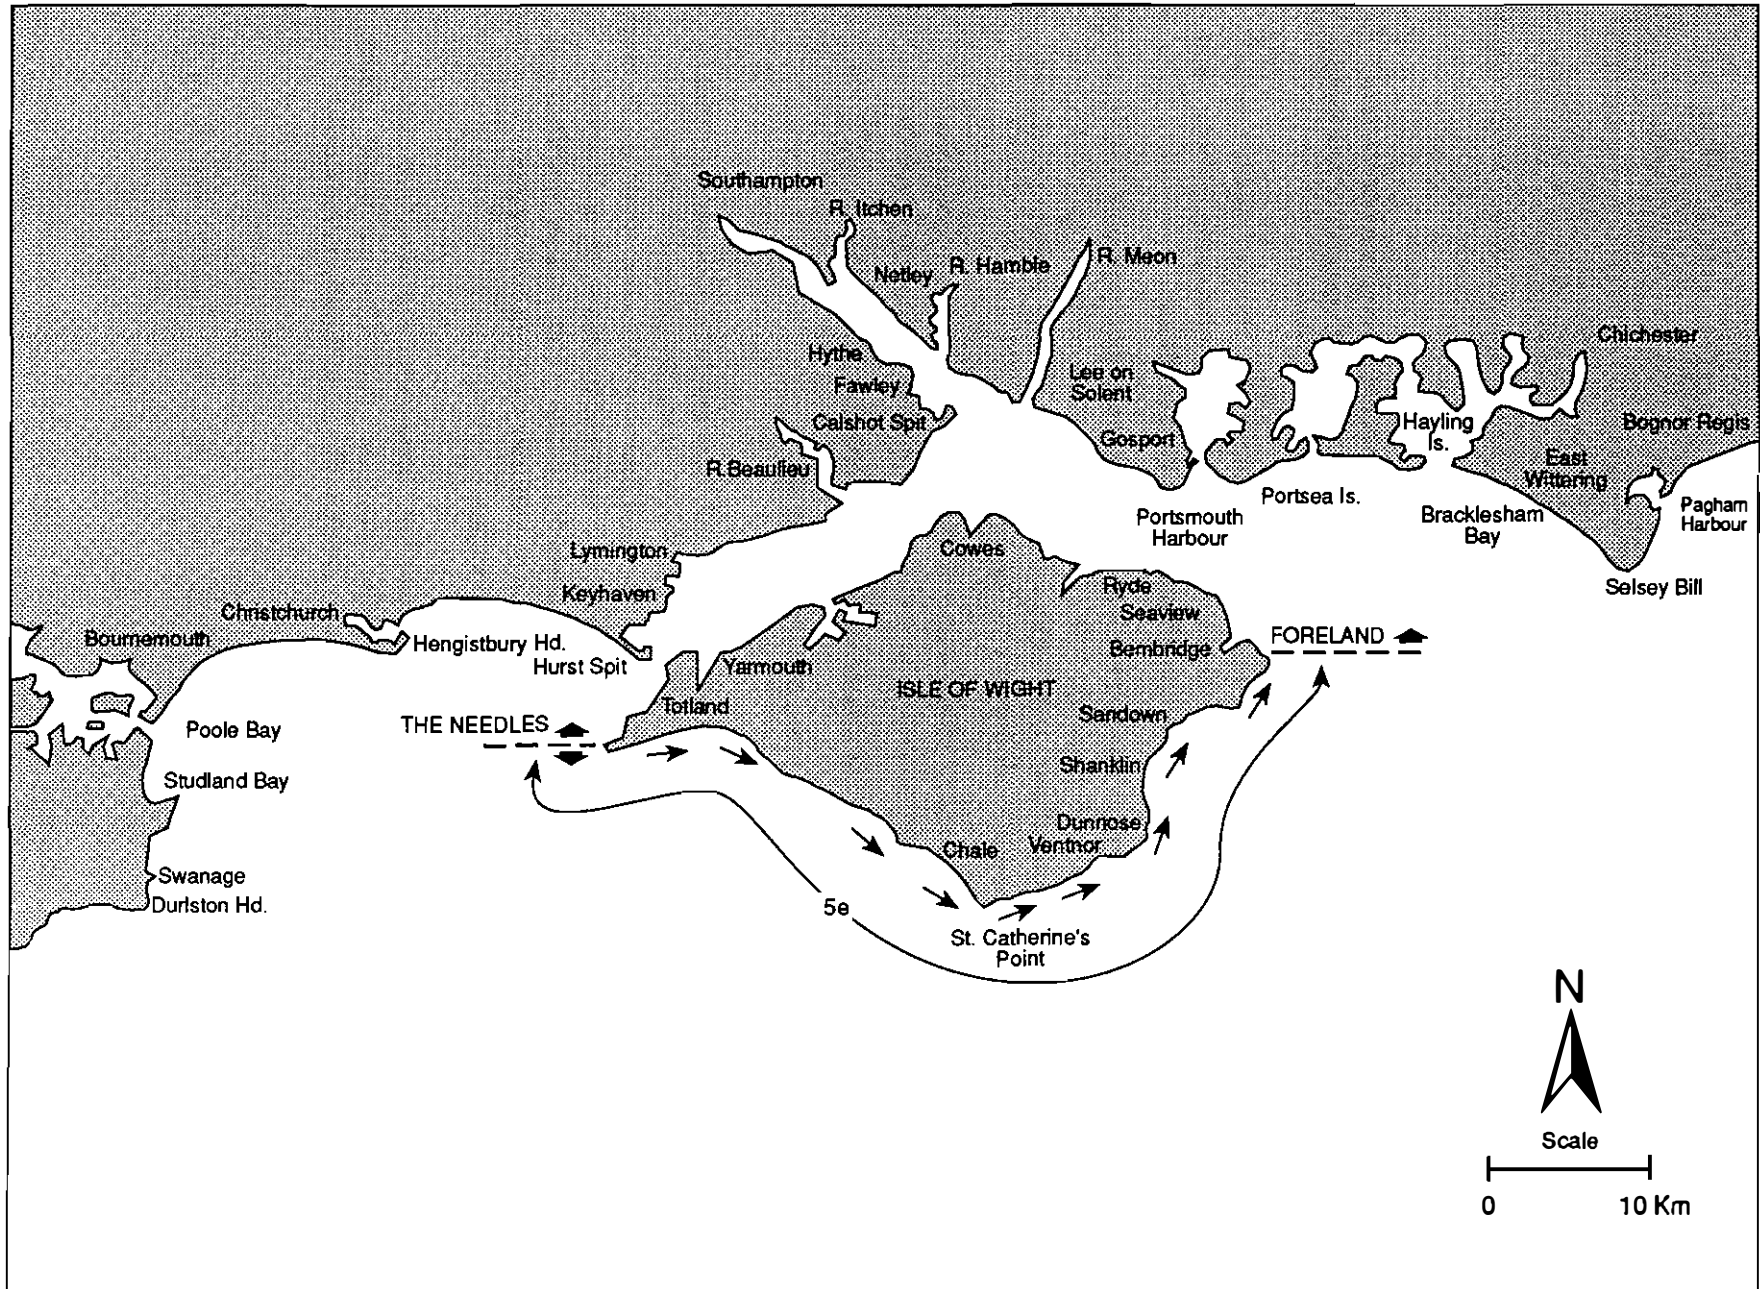 Southampton
R. Itchen
Netley
R. Hamble
R. Meon
Hythe
Fawley
Calshot Spit
R.Beaulieu
Lee on
Solent
Gosport
Chichester
Hayling
Is.
Bognor Regis
East
Wittering
Portsea Is.
Portsmouth
Harbour
Bracklesham
Bay
Pagham
Harbour
Selsey Bill
Lymington
Keyhaven
Cowes
Ryde
Seaview
Bembridge
FORELAND
Christchurch
Bournemouth
Hengistbury Hd.
Hurst Spit
Yarmouth
ISLE OF WIGHT
Totland
THE NEEDLES
Sandown
Shanklin
Poole Bay
Studland Bay
Swanage
Durlston Hd.
Dunnose
Ventnor
Chale
5e
St. Catherine's
Point
N
Scale
0 10 Km